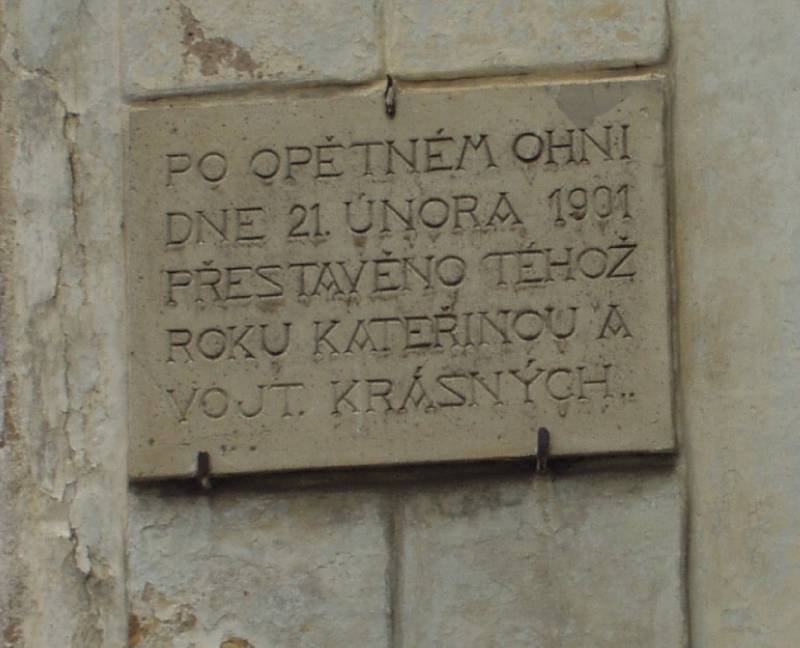 PO OPĚTNÉM OHNI
DNE 21. ÚNORA 1901
PŘESTAVĚNO TÉHOŽ
ROKU KATEŘINOU A
VOJT. KRÁSNÝCH..